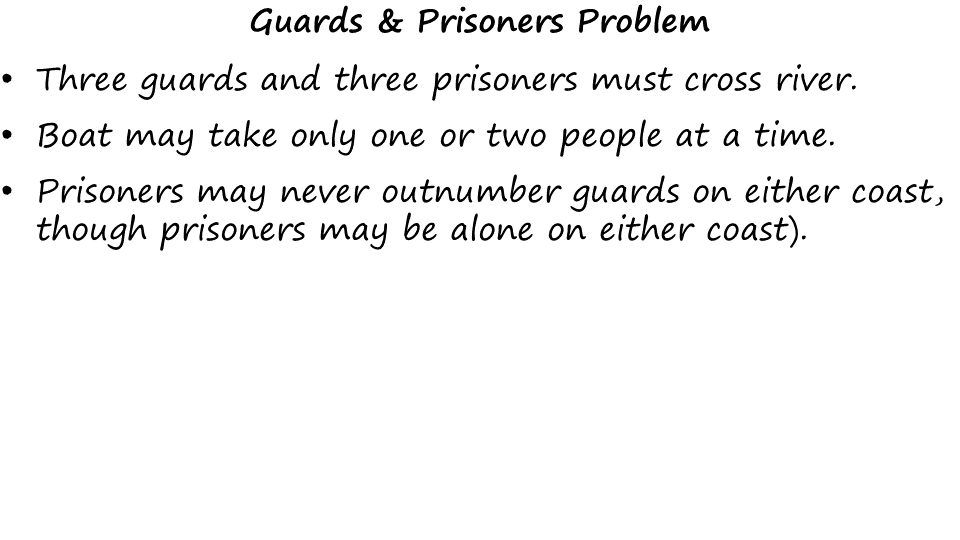 Guards & Prisoners Problem
• Three guards and three prisoners must cross river.
• Boat may take only one or two people at a time.
• Prisoners may never outnumber guards on either coast,
though prisoners may be alone on either coast).